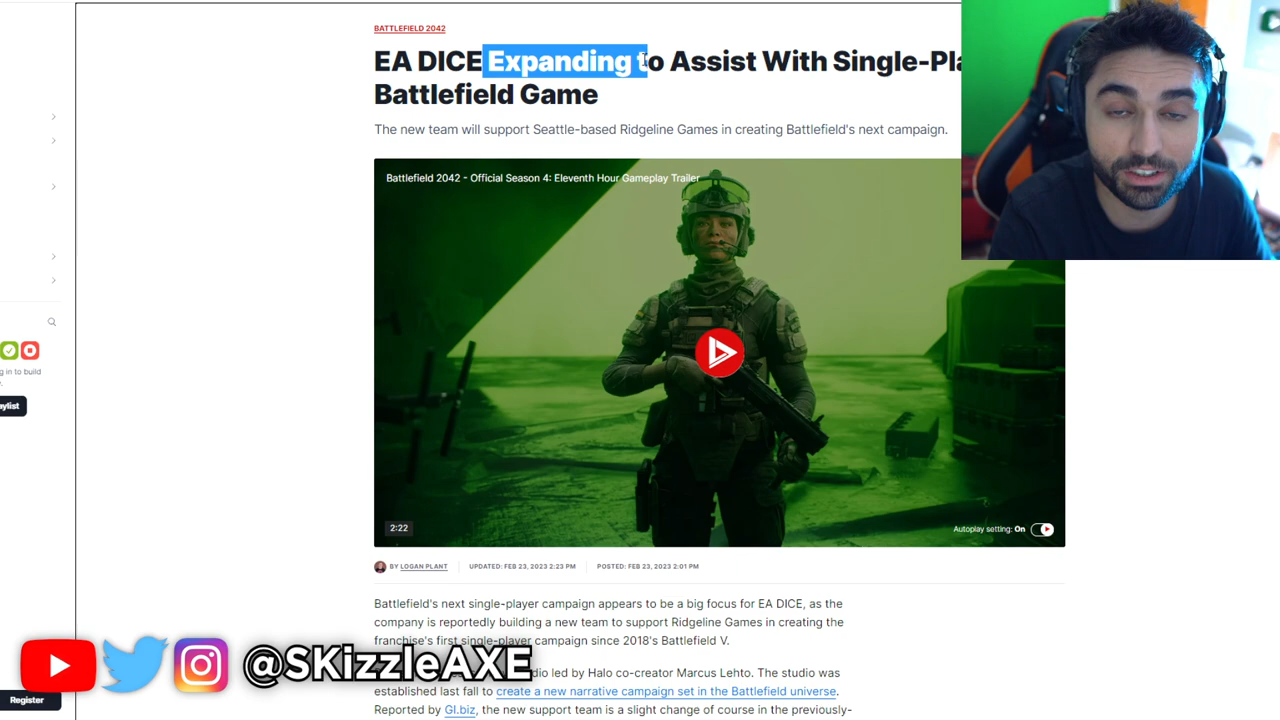 BATTLEFIELD 2042
EA DICE Expanding to Assist With Single-Pla
Battlefield Game
The new team will support Seattle-based Ridgeline Games in creating Battlefield's next campaign.
Battlefield 2042 - Official Season 4: Eleventh Hour Gameplay Trailer
2:22
Autoplay setting: On
g in to build
e.
aylist
BY LOGAN PLANT UPDATED: FEB 23, 2023 2:23 PM POSTED: FEB 23, 2023 2:01 PM
Battlefield's next single-player campaign appears to be a big focus for EA DICE, as the
company is reportedly building a new team to support Ridgeline Games in creating the
franchise's first single-player campaign since 2018's Battlefield V.
@SKizzleAXE
dio led by Halo co-creator Marcus Lehto. The studio was
established last fall to create a new narrative campaign set in the Battlefield universe.
Reported by GI.biz, the new support team is a slight change of course in the previously-
Register